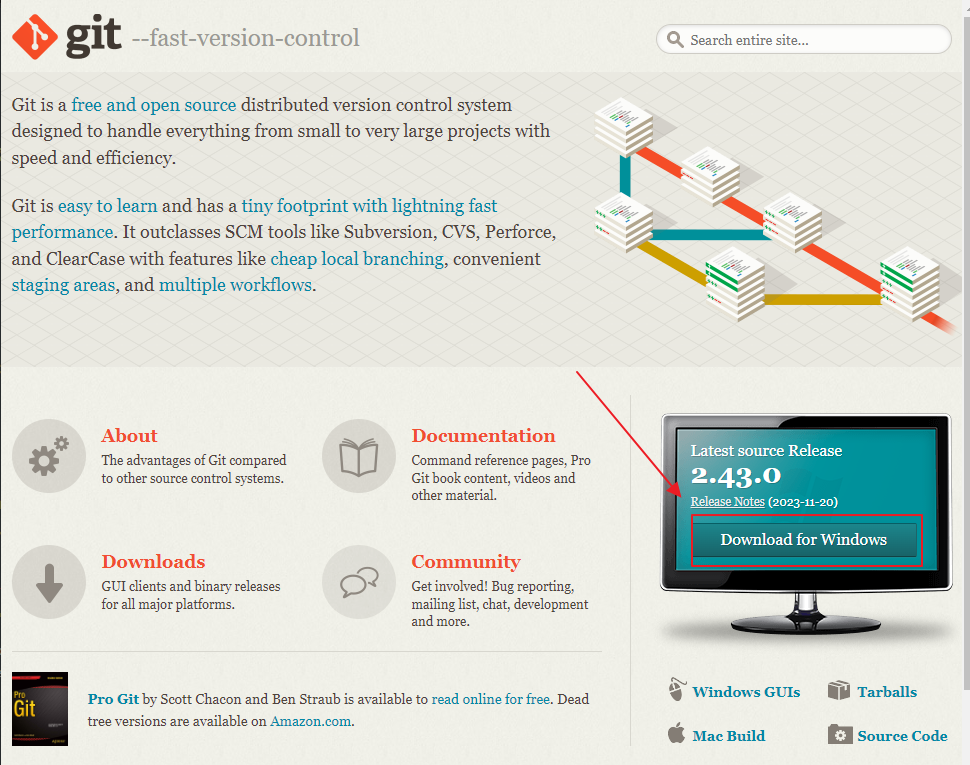 git --fast-version-control
Search entire site...
Git is a free and open source distributed version control system
designed to handle everything from small to very large projects with
speed and efficiency.
Git is easy to learn and has a tiny footprint with lightning fast
performance. It outclasses SCM tools like Subversion, CVS, Perforce,
and ClearCase with features like cheap local branching, convenient
staging areas, and multiple workflows.
About
The advantages of Git compared
to other source control systems.
Documentation
Command reference pages, Pro
Git book content, videos and
other material.
Downloads
GUI clients and binary releases
for all major platforms.
Community
Get involved! Bug reporting,
mailing list, chat, development
and more.
Latest source Release
2.43.0
Release Notes (2023-11-20)
Download for Windows
Pro
Git
Pro Git by Scott Chacon and Ben Straub is available to read online for free. Dead
tree versions are available on Amazon.com.
Windows GUIs
Tarballs
Mac Build
Source Code